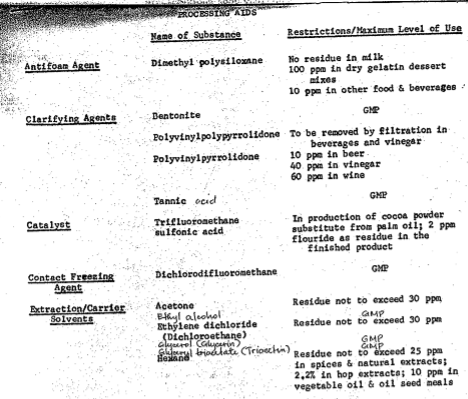 PROCESSING AIDS
Name of Substance Restrictions/Maximum Level of Use
Antifoam Agent Dimethyl polysiloxane No residue in milk
100 ppm in dry gelatin dessert
mixes
10 ppm in other food & beverages
Clarifying Agents Bentonite GMP
Polyvinylpolypyrrolidone To be removed by filtration in
beverages and vinegar
Polyvinylpyrrolidone 10 ppm in beer
40 ppm in vinegar
60 ppm in wine
Tannic acid GMP
Catalyst Trifluoromethane In production of cocoa powder
sulfonic acid substitute from palm oil; 2 ppm
flouride as residue in the
finished product
Contact Freezing Dichlorodifluoromethane GMP
Agent
Extraction/Carrier Acetone Residue not to exceed 30 ppm
Solvents Ethyl alcohol GMP
Ethylene dichloride Residue not to exceed 30 ppm
(Dichloroethane)
Glycerol (Glycerin) GMP
Glyceryl triacetate (Triacetin) GMP
Hexane Residue not to exceed 25 ppm
in spices & natural extracts;
2.2% in hop extracts; 10 ppm in
vegetable oil & oil seed meals